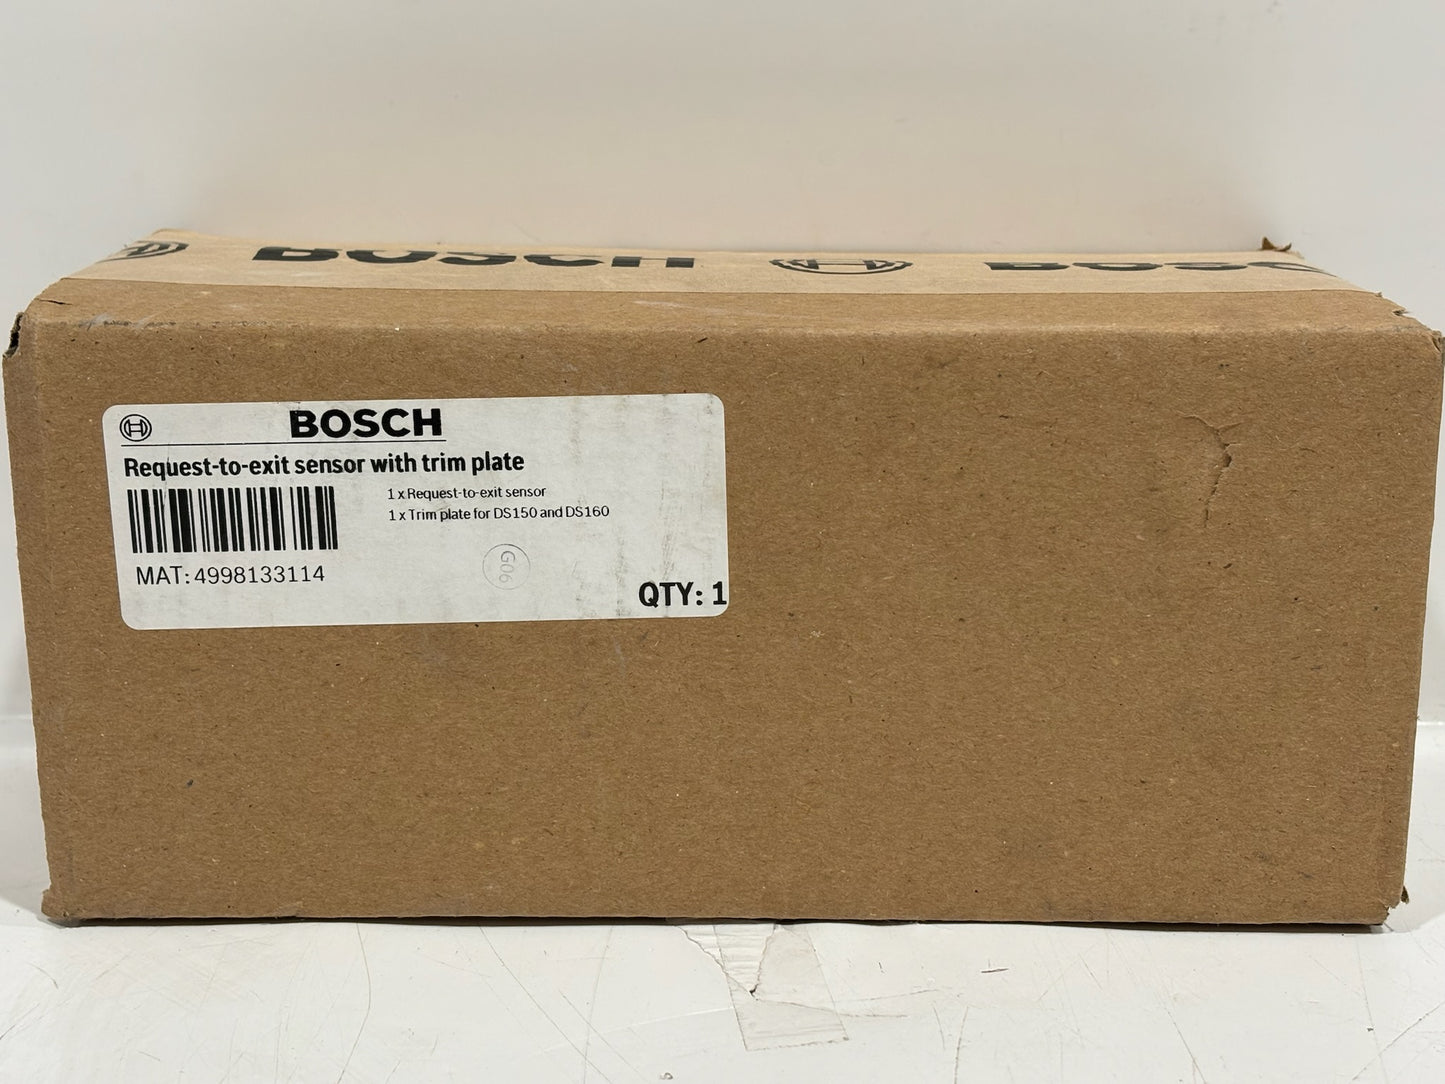 BOSCH BOSC
BOSCH
Request-to-exit sensor with trim plate
1 x Request-to-exit sensor
1 x Trim plate for DS150 and DS160
MAT: 4998133114
G06
QTY: 1